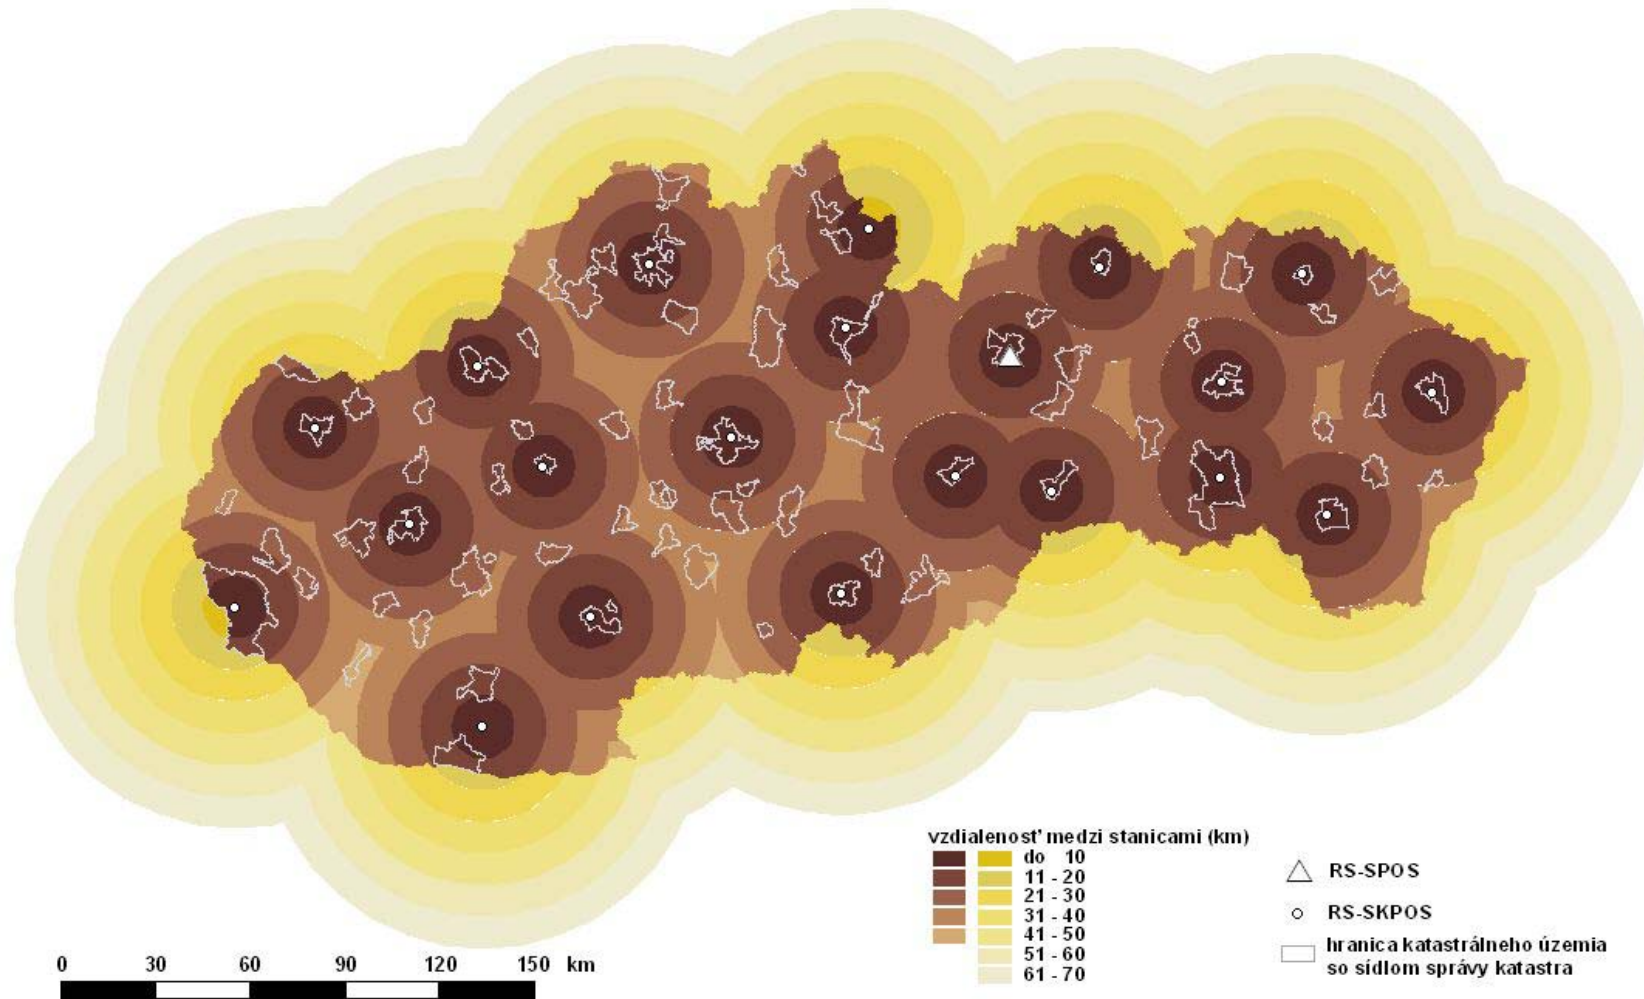 vzdialenosť medzi stanicami (km)
do 10
11 - 20
21 - 30
31 - 40
41 - 50
51 - 60
61 - 70
RS-SPOS
RS-SKPOS
hranica katastrálneho územia
so sídlom správy katastra
0 30 60 90 120 150 km